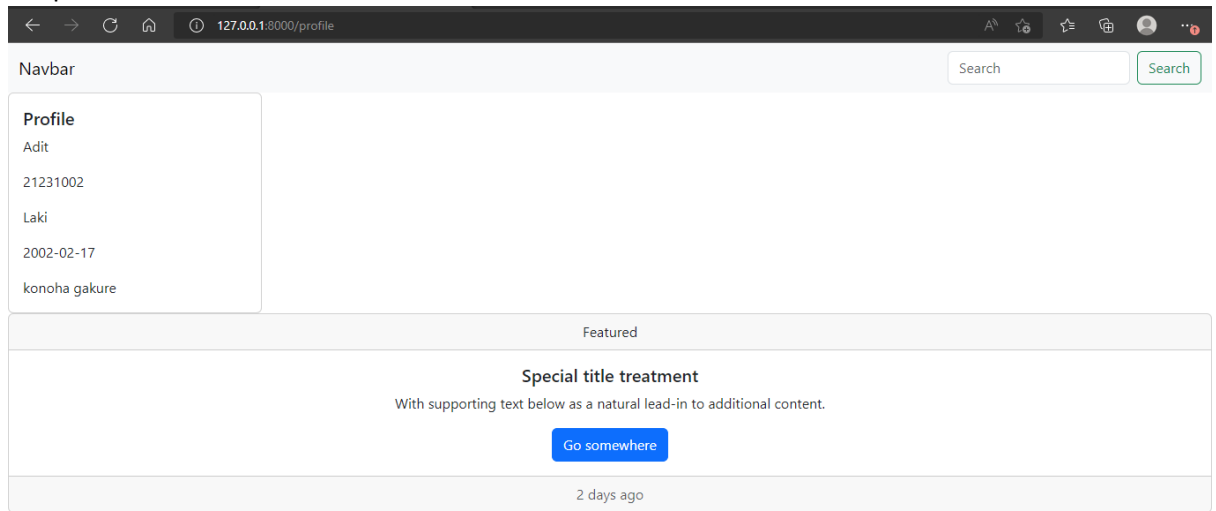 127.0.0.1:8000/profile
Navbar
Search Search
Profile
Adit
21231002
Laki
2002-02-17
konoha gakure
Featured
Special title treatment
With supporting text below as a natural lead-in to additional content.
Go somewhere
2 days ago